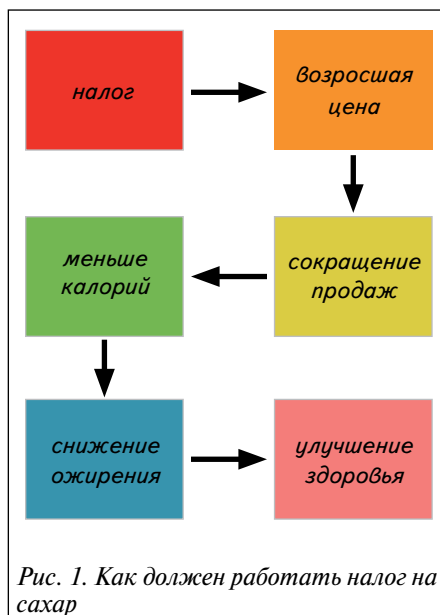 налог
возросшая
цена
меньше
калорий
сокращение
продаж
снижение
ожирения
улучшение
здоровья
Рис. 1. Как должен работать налог на
сахар